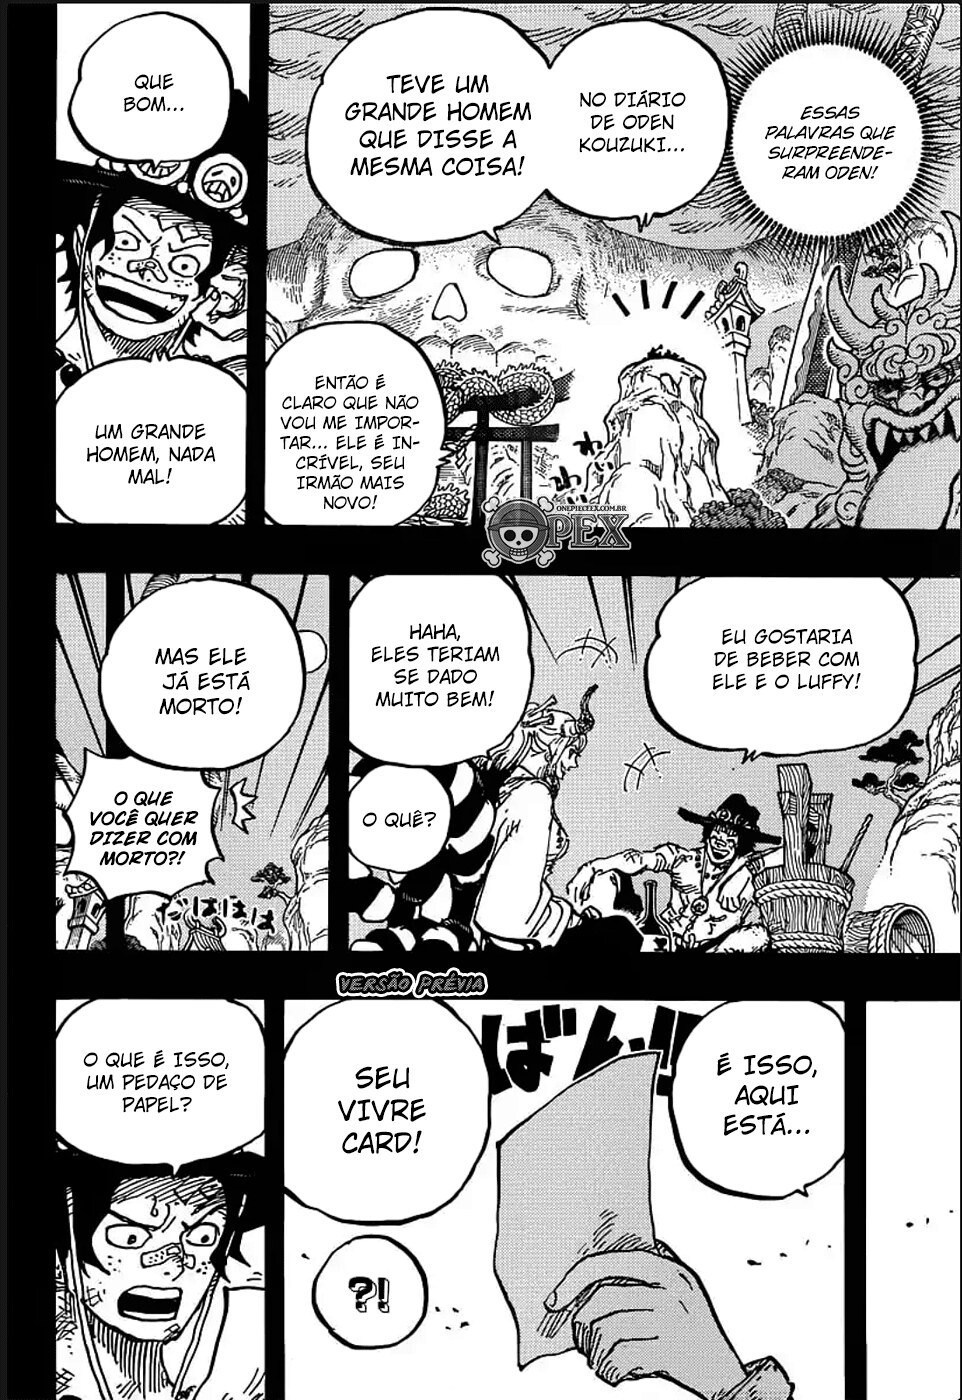 ESSAS
PALAVRAS QUE
SURPREENDE-
RAM ODEN!
NO DIÁRIO
DE ODEN
KOUZUKI...
TEVE UM
GRANDE HOMEM
QUE DISSE A
MESMA COISA!
QUE
BOM...
ENTÃO É
CLARO QUE NÃO
VOU ME IMPOR-
TAR... ELE É IN-
CRÍVEL, SEU
IRMÃO MAIS
NOVO!
UM GRANDE
HOMEM, NADA
MAL!
ONEPIECEEX.COM.BR
OPEX
EU GOSTARIA
DE BEBER COM
ELE E O LUFFY!
HAHA,
ELES TERIAM
SE DADO
MUITO BEM!
O QUÊ?
MAS ELE
JÁ ESTÁ
MORTO!
O QUE
VOCÊ QUER
DIZER COM
MORTO?!
VERSÃO PRÉVIA
É ISSO,
AQUI
ESTÁ...
ばん!!
SEU
VIVRE
CARD!
?!
O QUE É ISSO,
UM PEDAÇO DE
PAPEL?